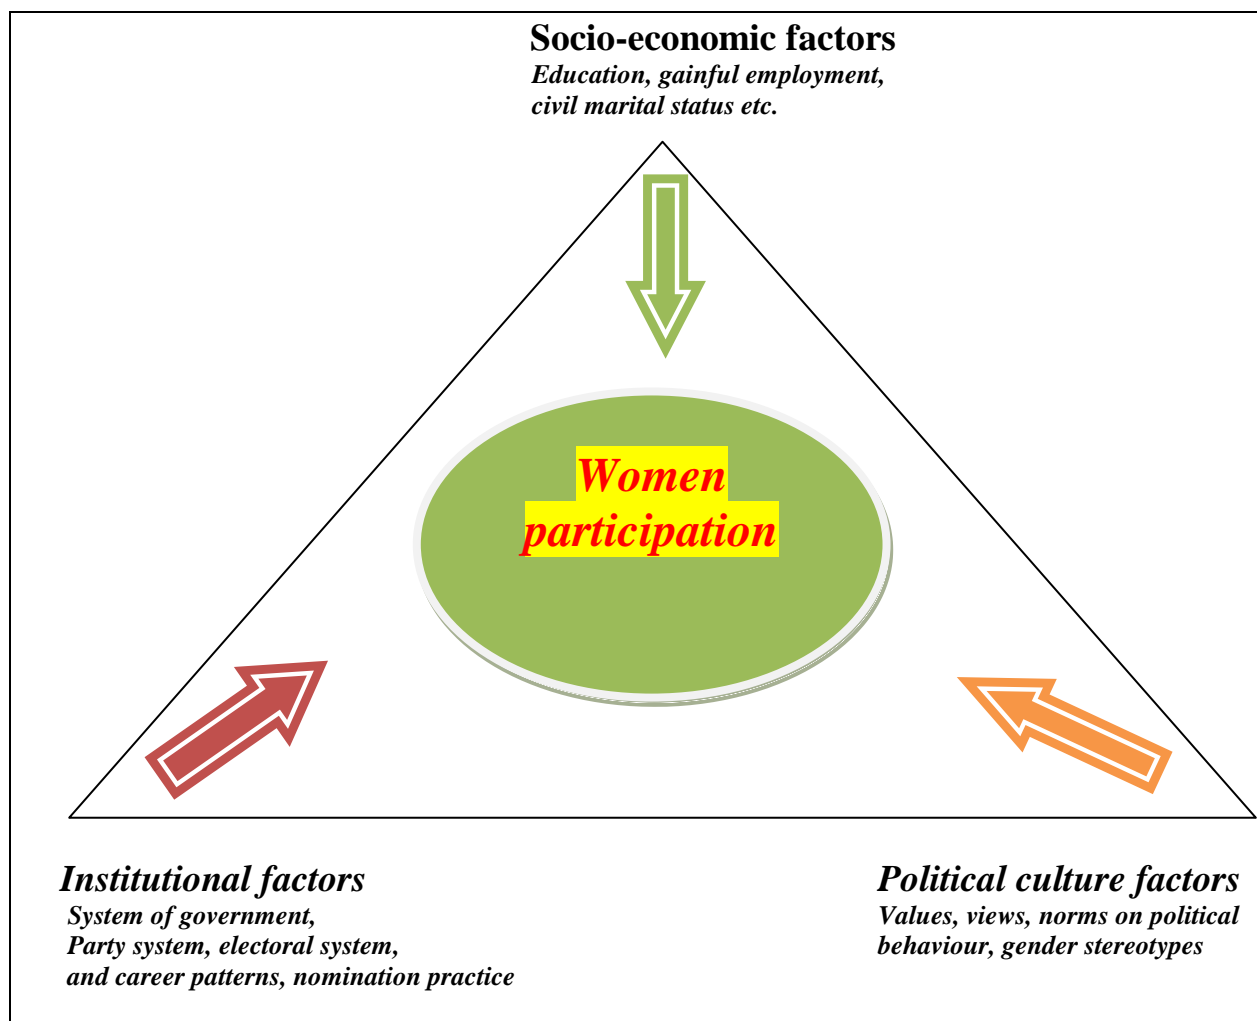 Socio-economic factors
Education, gainful employment,
civil marital status etc.
Women
participation
Institutional factors
System of government,
Party system, electoral system,
and career patterns, nomination practice
Political culture factors
Values, views, norms on political
behaviour, gender stereotypes